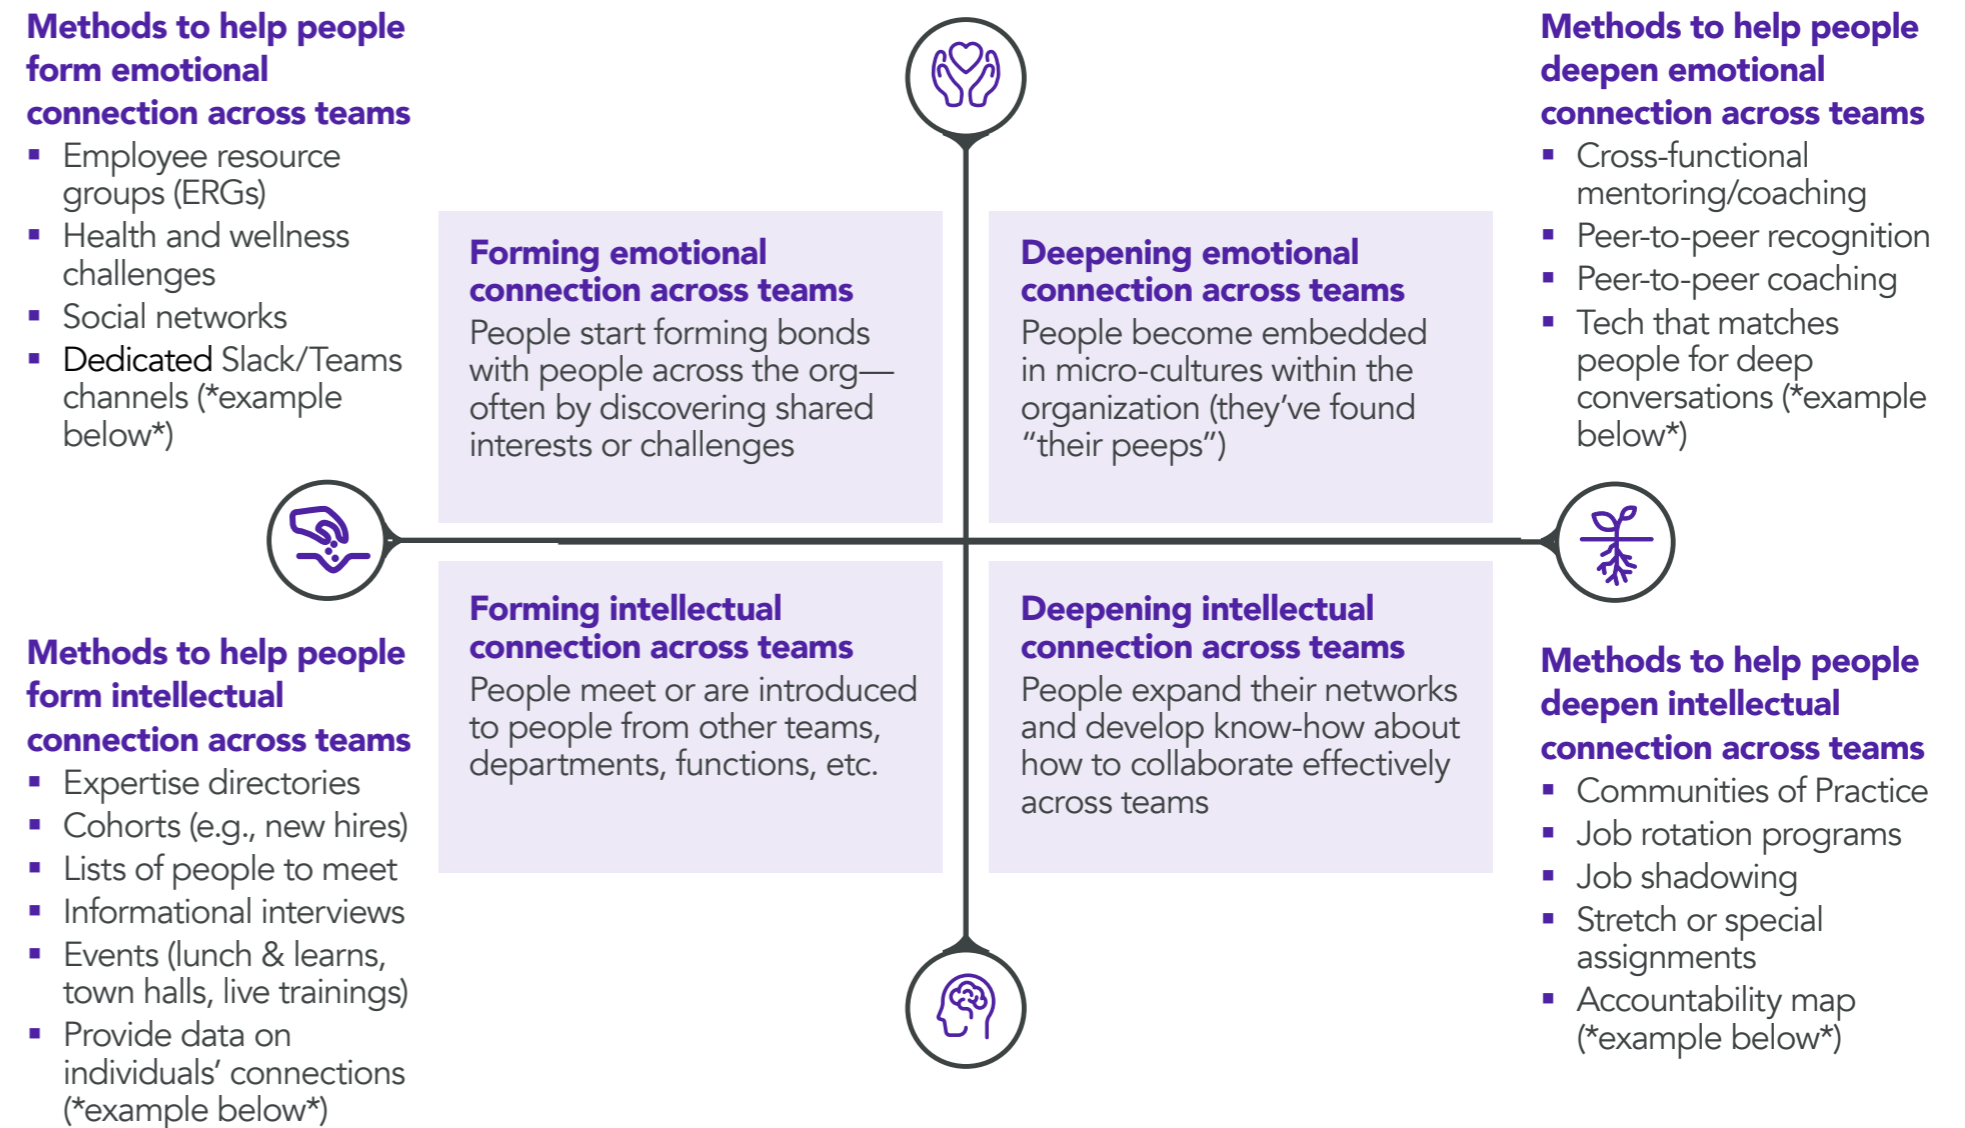 Methods to help people
form emotional
connection across teams
▪ Employee resource
groups (ERGs)
▪ Health and wellness
challenges
▪ Social networks
▪ Dedicated Slack/Teams
channels (*example
below*)
Forming emotional
connection across teams
People start forming bonds
with people across the org—
often by discovering shared
interests or challenges
Deepening emotional
connection across teams
People become embedded
in micro-cultures within the
organization (they’ve found
“their peeps”)
Methods to help people
deepen emotional
connection across teams
▪ Cross-functional
mentoring/coaching
▪ Peer-to-peer recognition
▪ Peer-to-peer coaching
▪ Tech that matches
people for deep
conversations (*example
below*)
Methods to help people
form intellectual
connection across teams
▪ Expertise directories
▪ Cohorts (e.g., new hires)
▪ Lists of people to meet
▪ Informational interviews
▪ Events (lunch & learns,
town halls, live trainings)
▪ Provide data on
individuals’ connections
(*example below*)
Forming intellectual
connection across teams
People meet or are introduced
to people from other teams,
departments, functions, etc.
Deepening intellectual
connection across teams
People expand their networks
and develop know-how about
how to collaborate effectively
across teams
Methods to help people
deepen intellectual
connection across teams
▪ Communities of Practice
▪ Job rotation programs
▪ Job shadowing
▪ Stretch or special
assignments
▪ Accountability map
(*example below*)